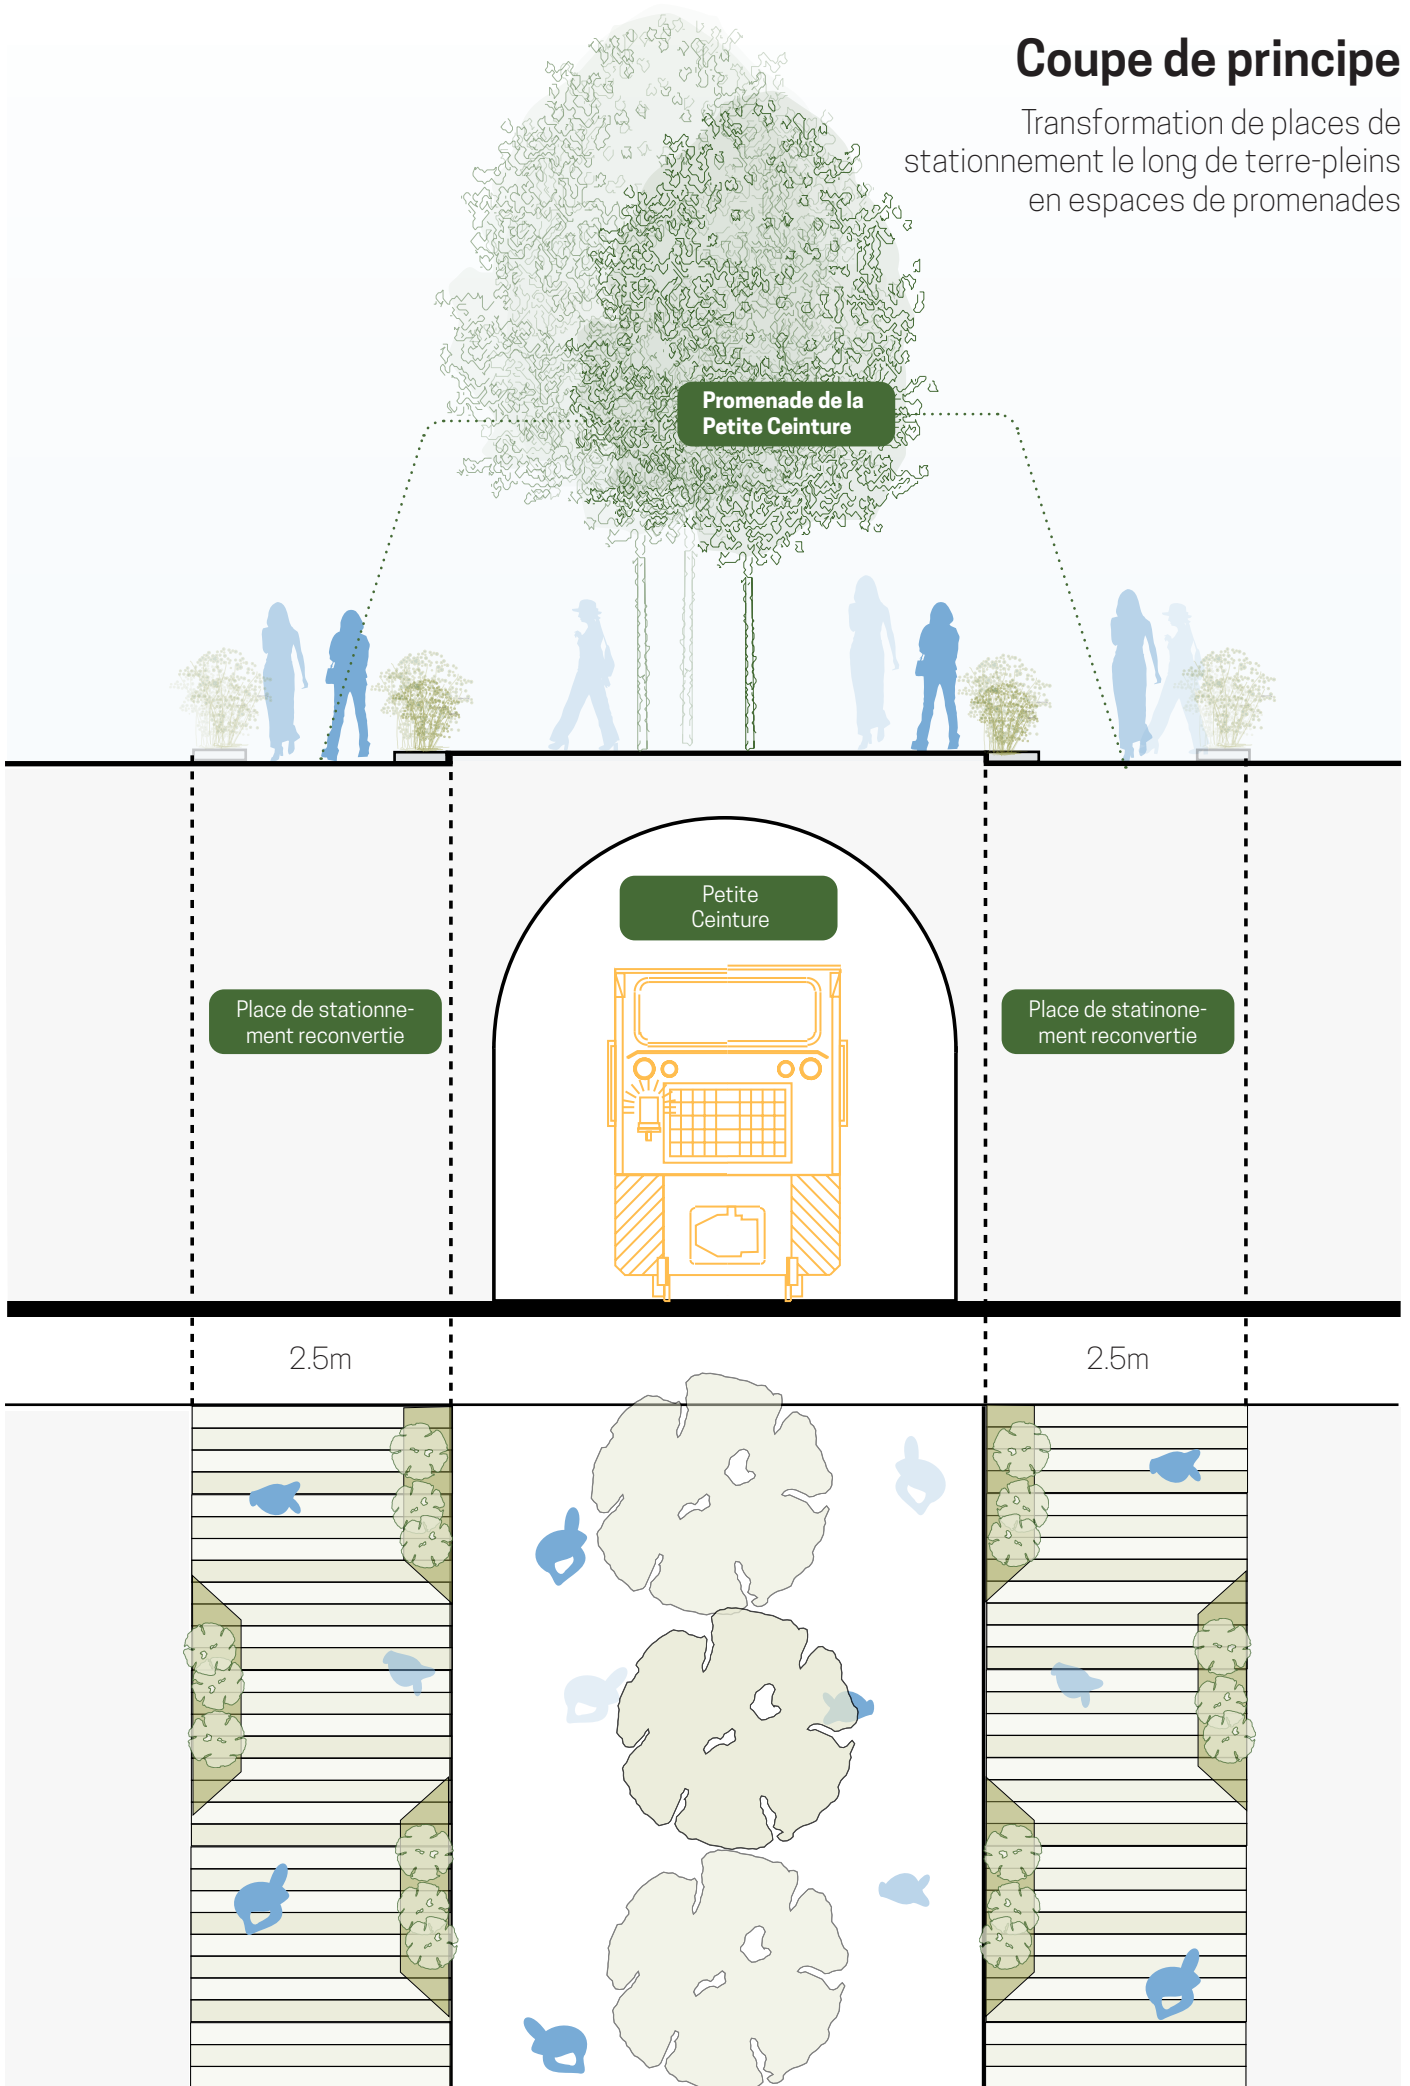 Coupe de principe
Transformation de places de
stationnement le long de terre-pleins
en espaces de promenades
Promenade de la
Petite Ceinture
Petite
Ceinture
Place de stationne-
ment reconvertie
Place de statinone-
ment reconvertie
2.5m
2.5m